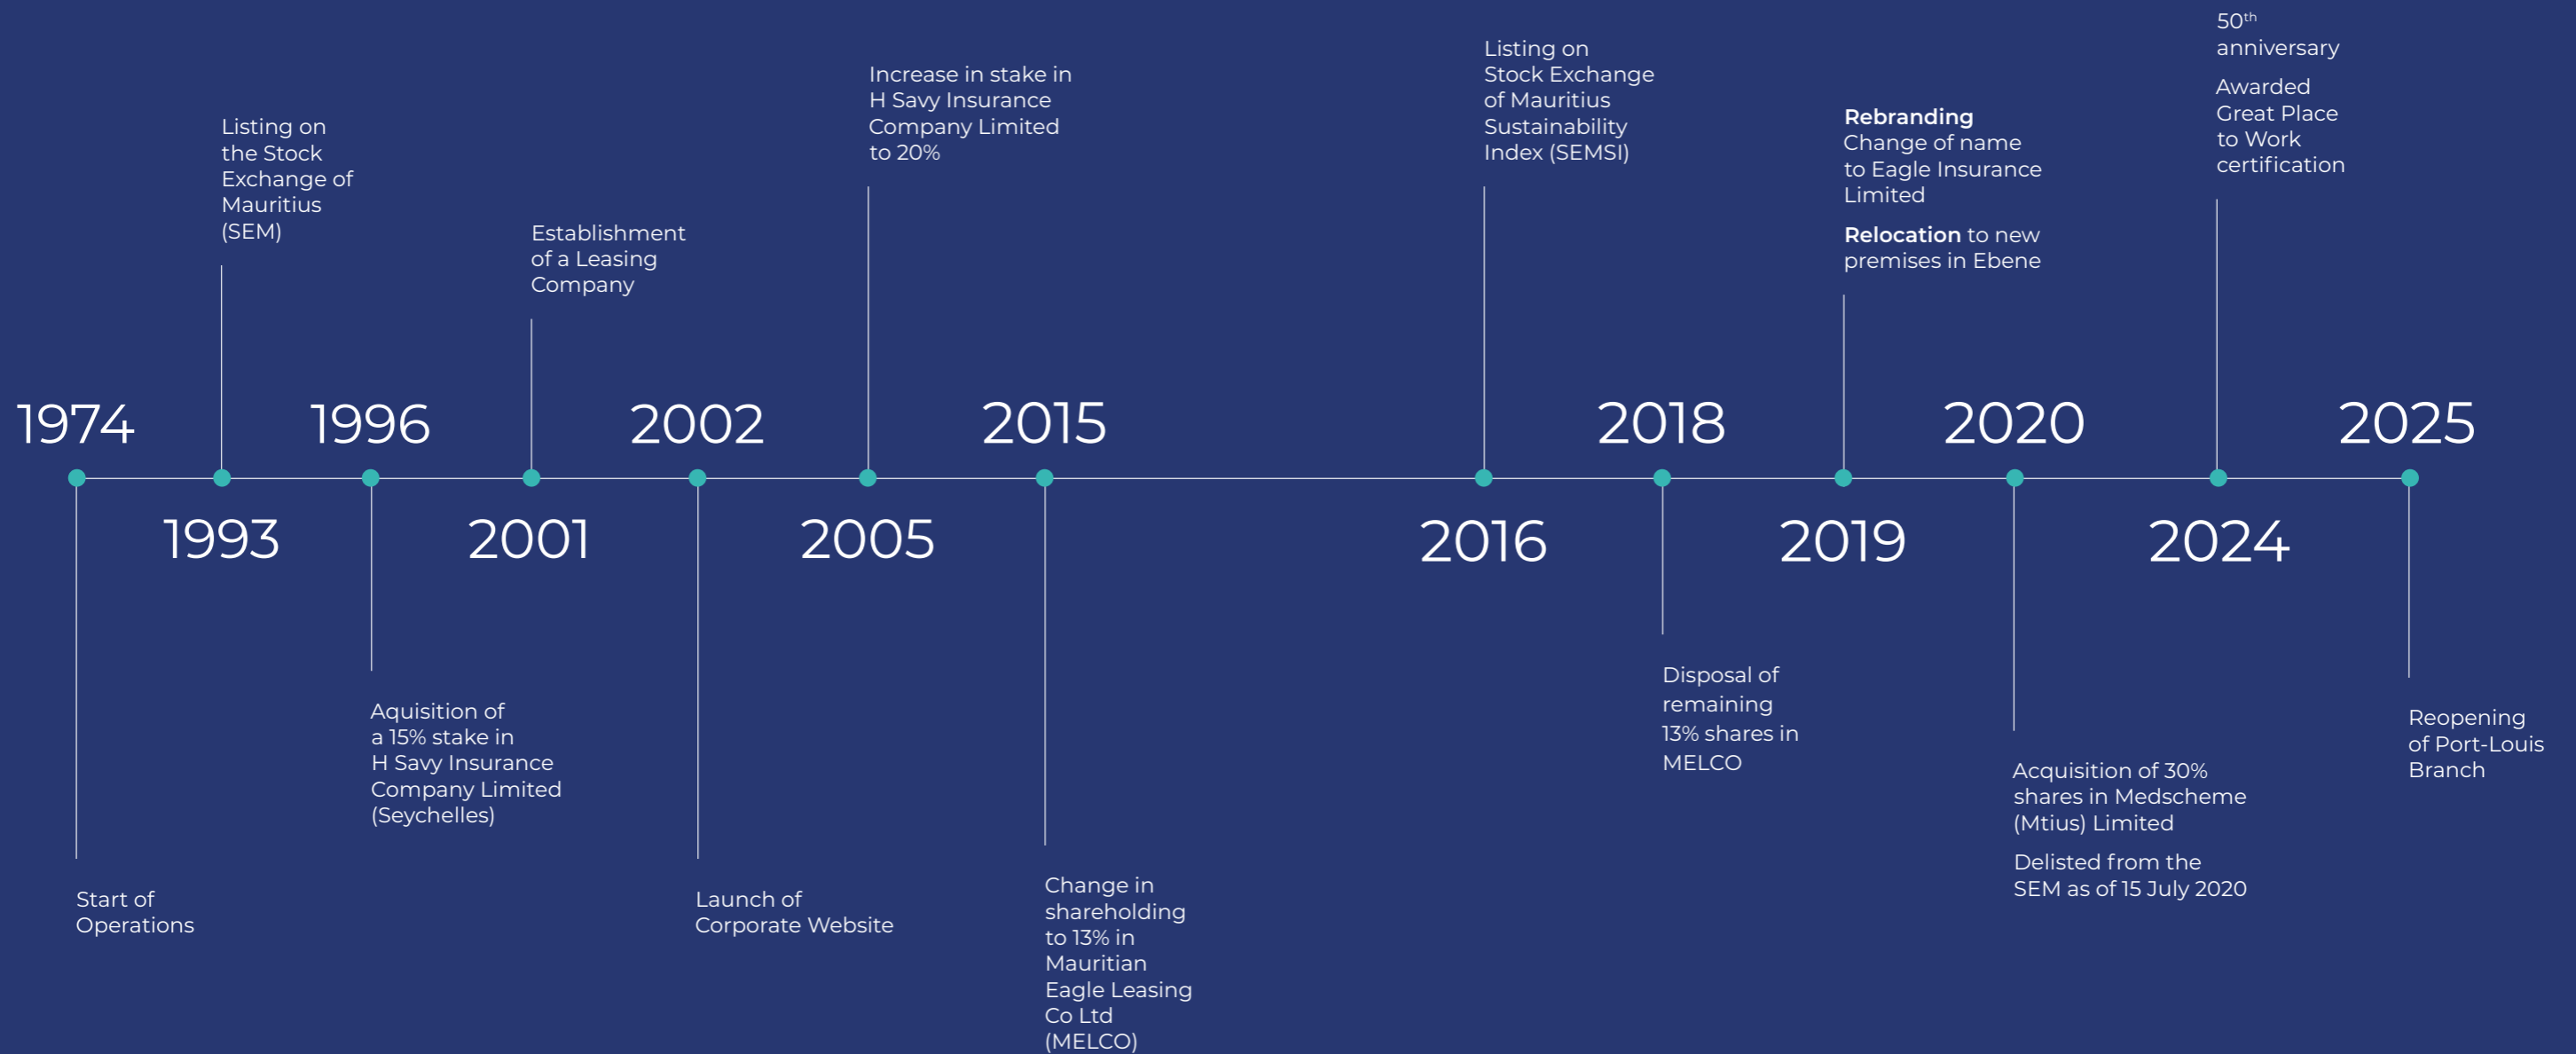 1974
Start of
Operations
Listing on
the Stock
Exchange of
Mauritius
(SEM)
1993
1996
Aquisition of
a 15% stake in
H Savy Insurance
Company Limited
(Seychelles)
Establishment
of a Leasing
Company
2001
2002
Launch of
Corporate Website
Increase in stake in
H Savy Insurance
Company Limited
to 20%
2005
2015
Change in
shareholding
to 13% in
Mauritian
Eagle Leasing
Co Ltd
(MELCO)
Listing on
Stock Exchange
of Mauritius
Sustainability
Index (SEMSI)
2016
2018
Disposal of
remaining
13% shares in
MELCO
Rebranding
Change of name
to Eagle Insurance
Limited
Relocation to new
premises in Ebene
2019
2020
Acquisition of 30%
shares in Medscheme
(Mtius) Limited
Delisted from the
SEM as of 15 July 2020
50th
anniversary
Awarded
Great Place
to Work
certification
2024
2025
Reopening
of Port-Louis
Branch